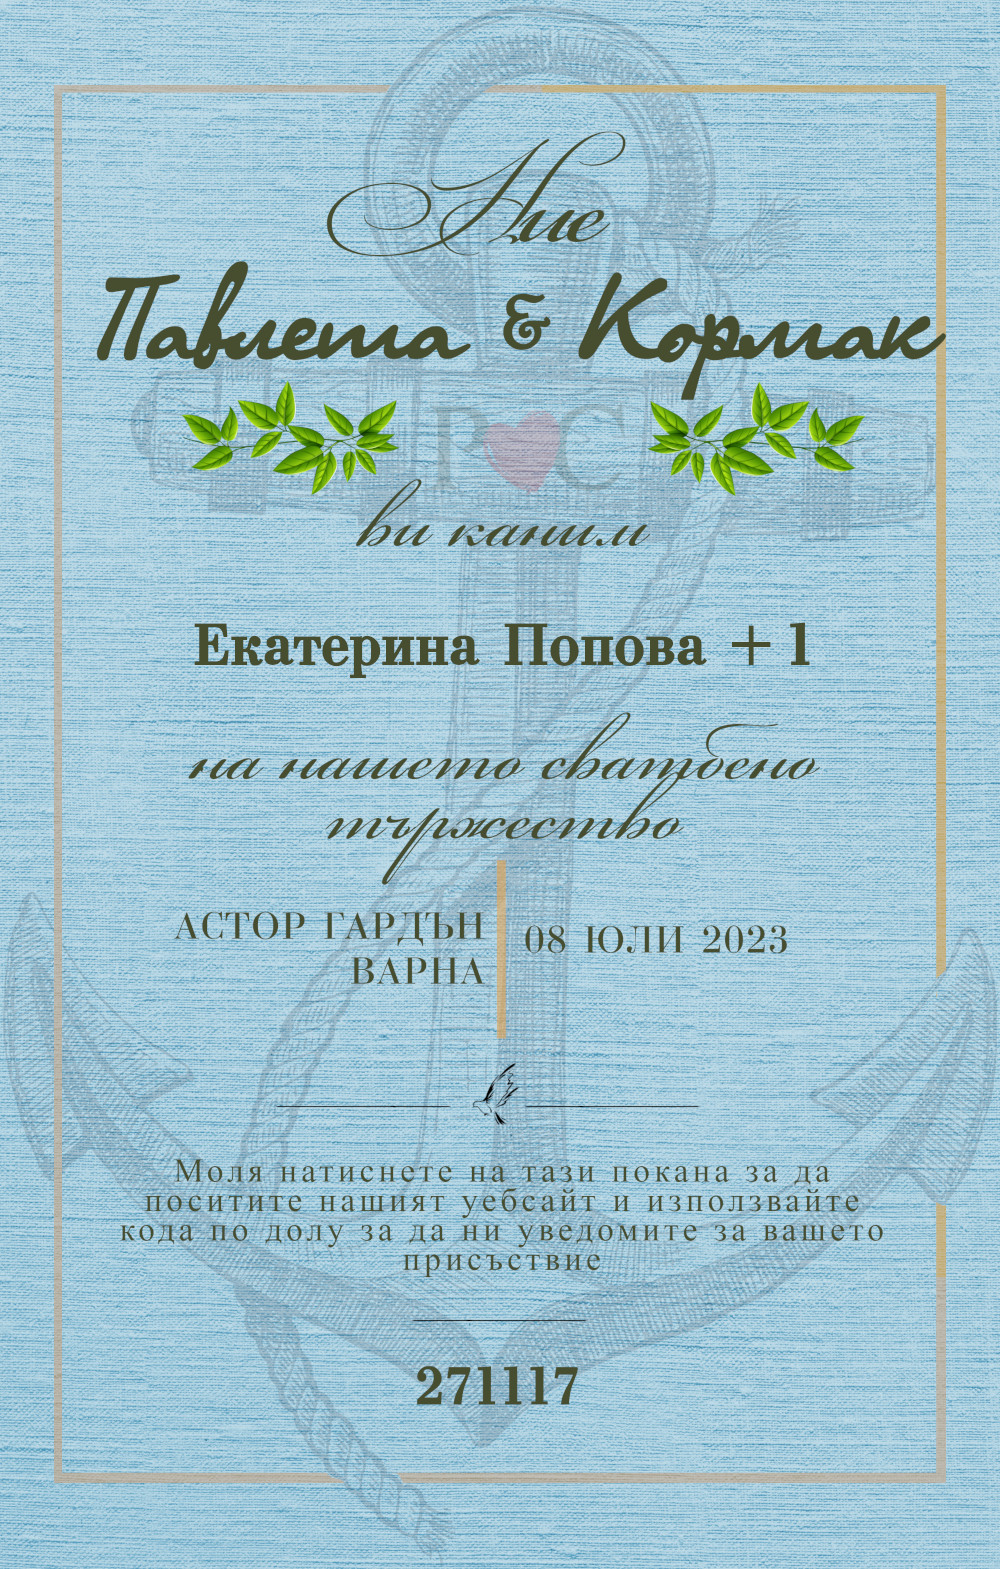 Ние
Павлета & Кормак
P C
ви каним
Екатерина Попова +1
на нашето сватбено
тържество
АСТОР ГАРДЪН
ВАРНА
08 ЮЛИ 2023
Моля натиснете на тази покана за да
поситите нашият уебсайт и използвайте
кода по долу за да ни уведомите за вашето
присъствие
271117